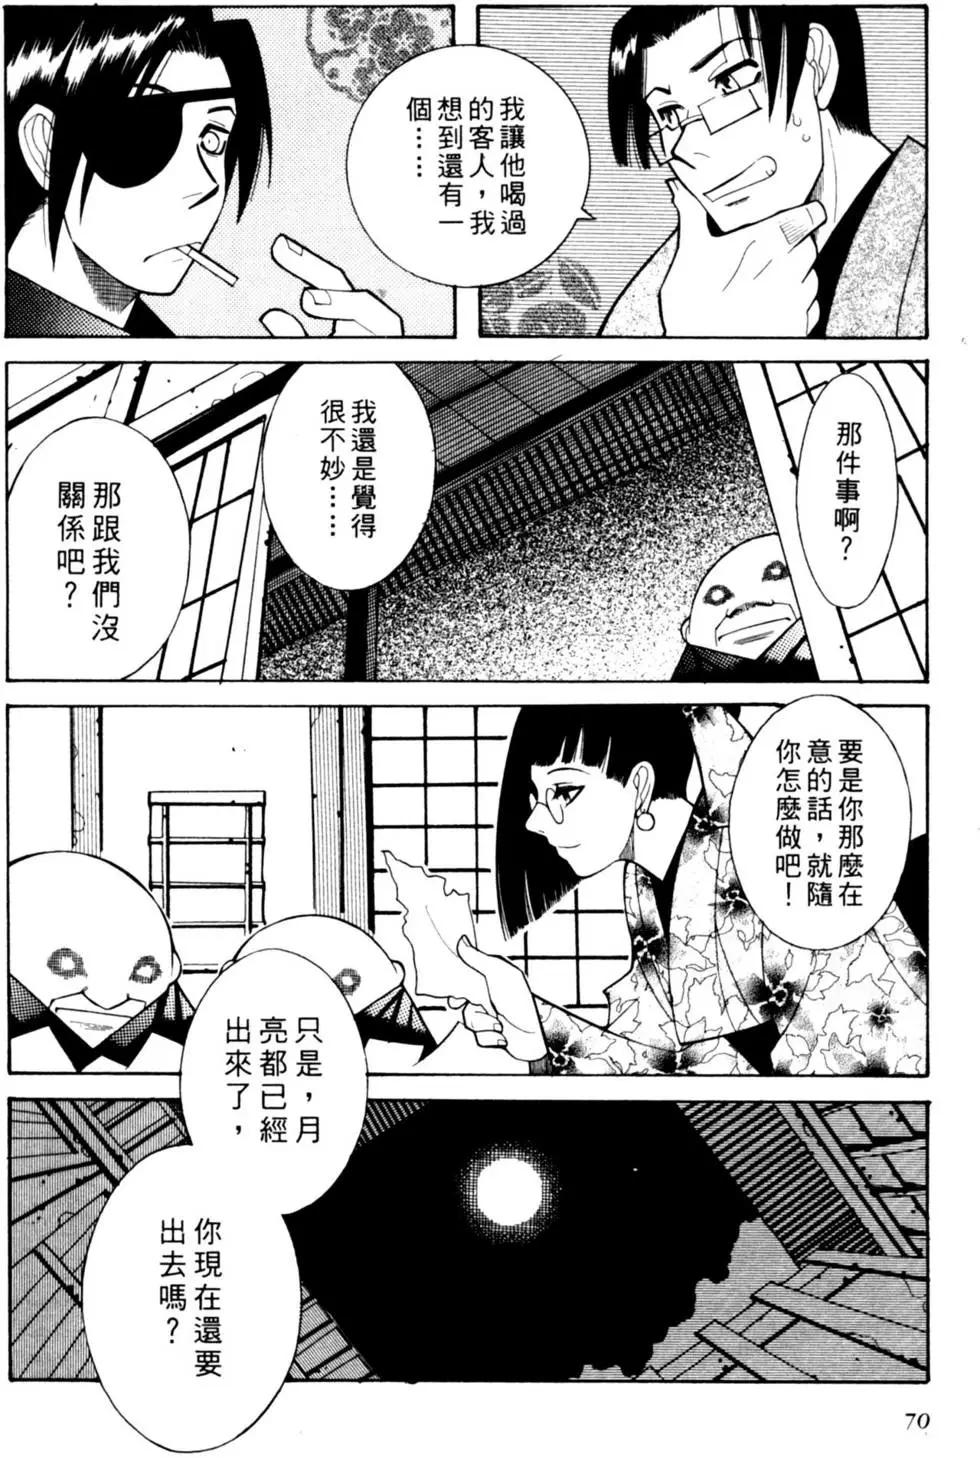 我讓他喝過
的客人，我
想到還有一
個……
那件事啊？
我還是覺得
很不妙……
那跟我們沒
關係吧？
要是你那麼在
意的話，就隨
你怎麼做吧！
只是，月
亮都已經
出來了，
你現在還要
出去嗎？
70